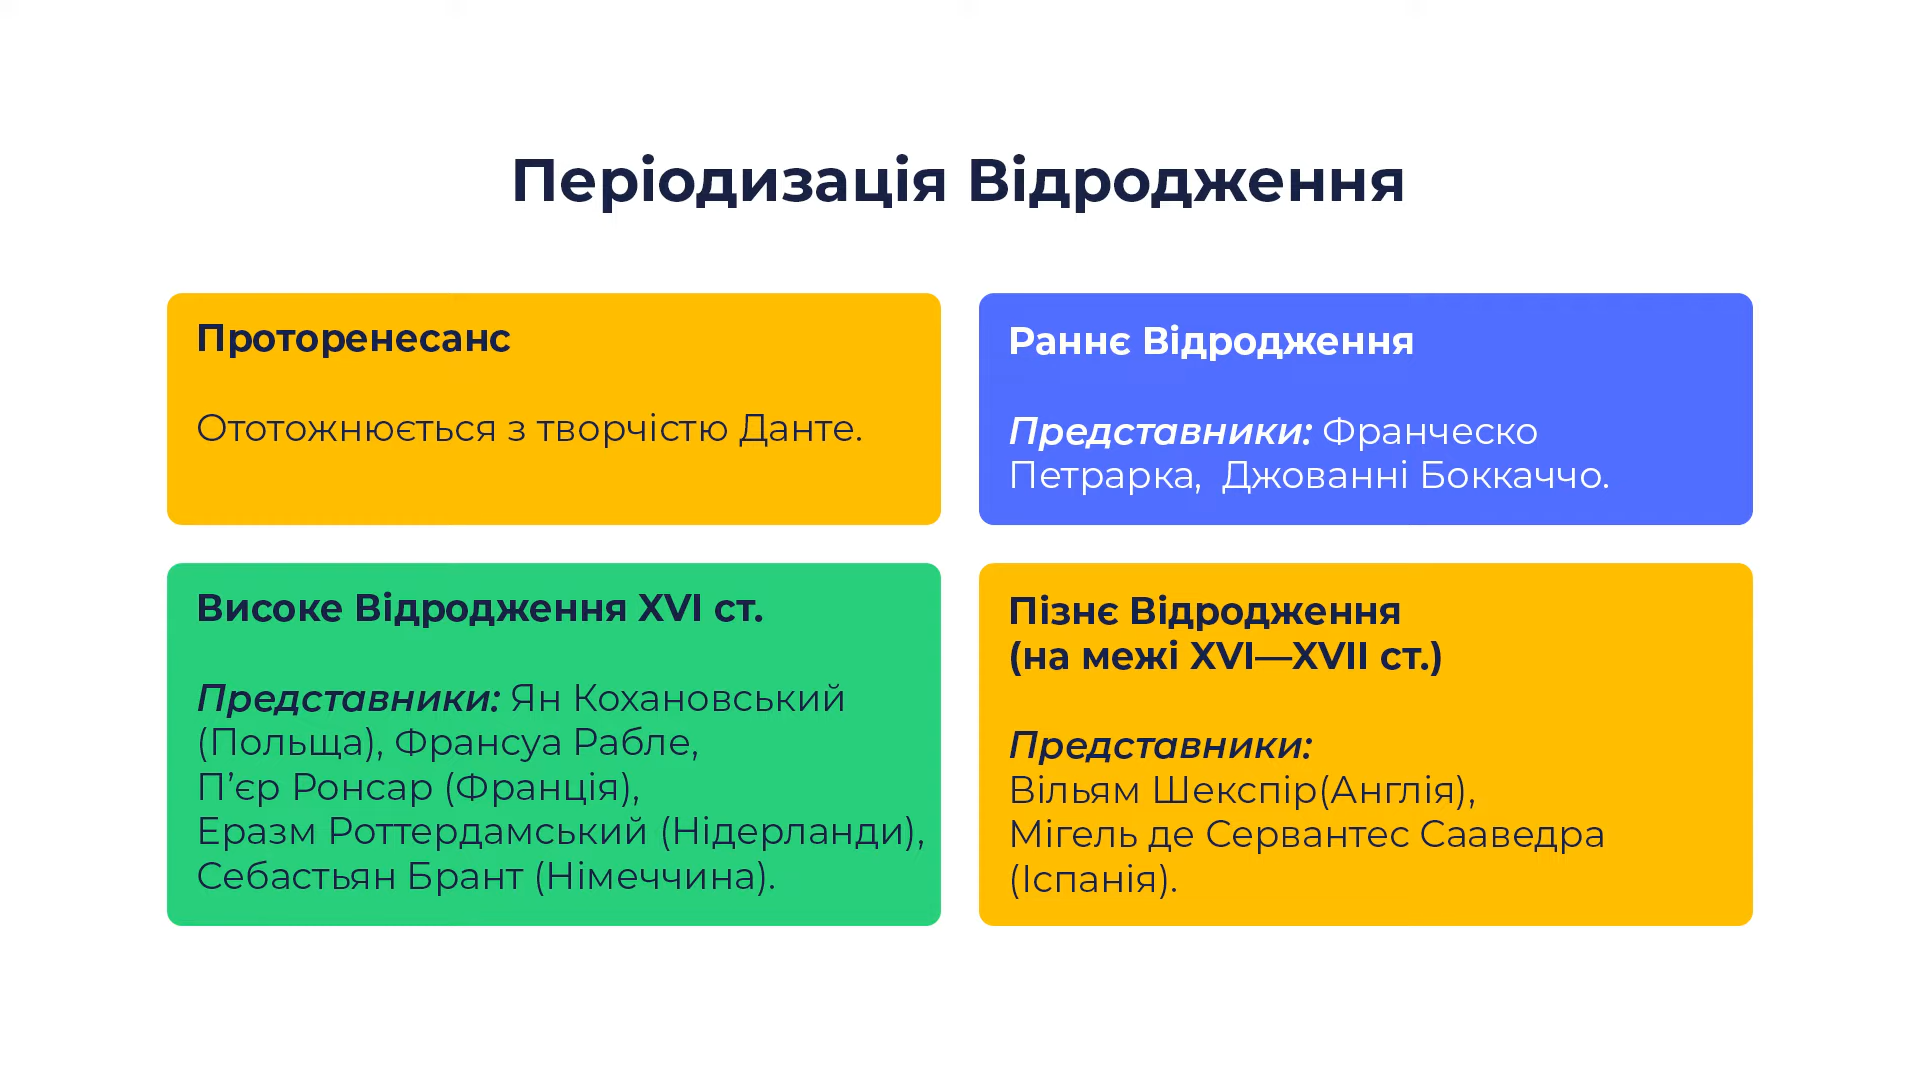 Періодизація Відродження
Проторенесанс
Ототожнюється з творчістю Данте.
Раннє Відродження
Представники: Франческо
Петрарка,  Джованні Боккаччо.
Високе Відродження XVI ст.
Представники: Ян Кохановський
(Польща), Франсуа Рабле,
П’єр Ронсар (Франція),
Еразм Роттердамський (Нідерланди),
Себастьян Брант (Німеччина).
Пізнє Відродження
(на межі XVI—XVII ст.)
Представники:
Вільям Шекспір(Англія),
Мігель де Сервантес Сааведра
(Іспанія).